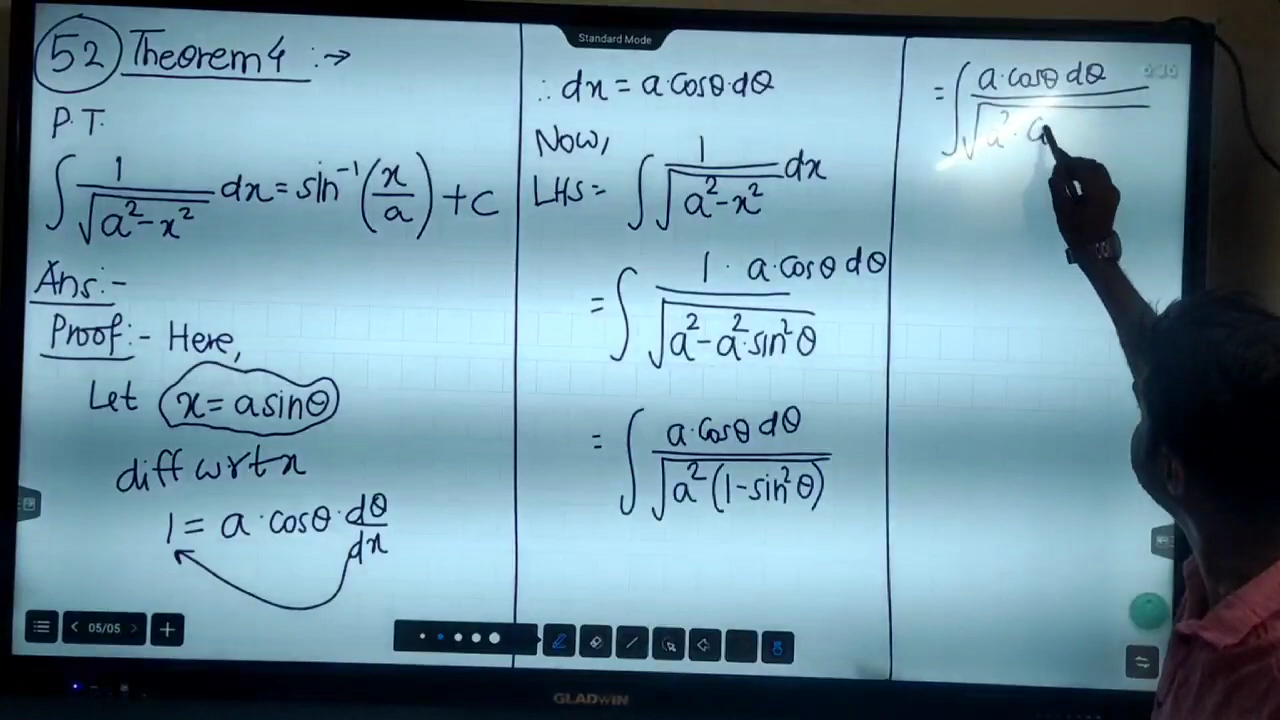 Standard Mode
52 Theorem 4 :→
P.T.
∫ 1/√(a²-x²) dx = sin⁻¹(x/a) + c
Ans:-
Proof:- Here,
Let x = a sinθ
diff w r t x
1 = a·cosθ·dθ/dx
∴ dx = a·cosθ·dθ
Now,
LHS = ∫ 1/√(a²-x²) dx
= ∫ 1·a·cosθ dθ/√(a²-a²·sin²θ)
= ∫ a·cosθ dθ/√(a²(1-sin²θ))
= ∫ a·cosθ dθ/√(a²·
05/05
GLADWIN